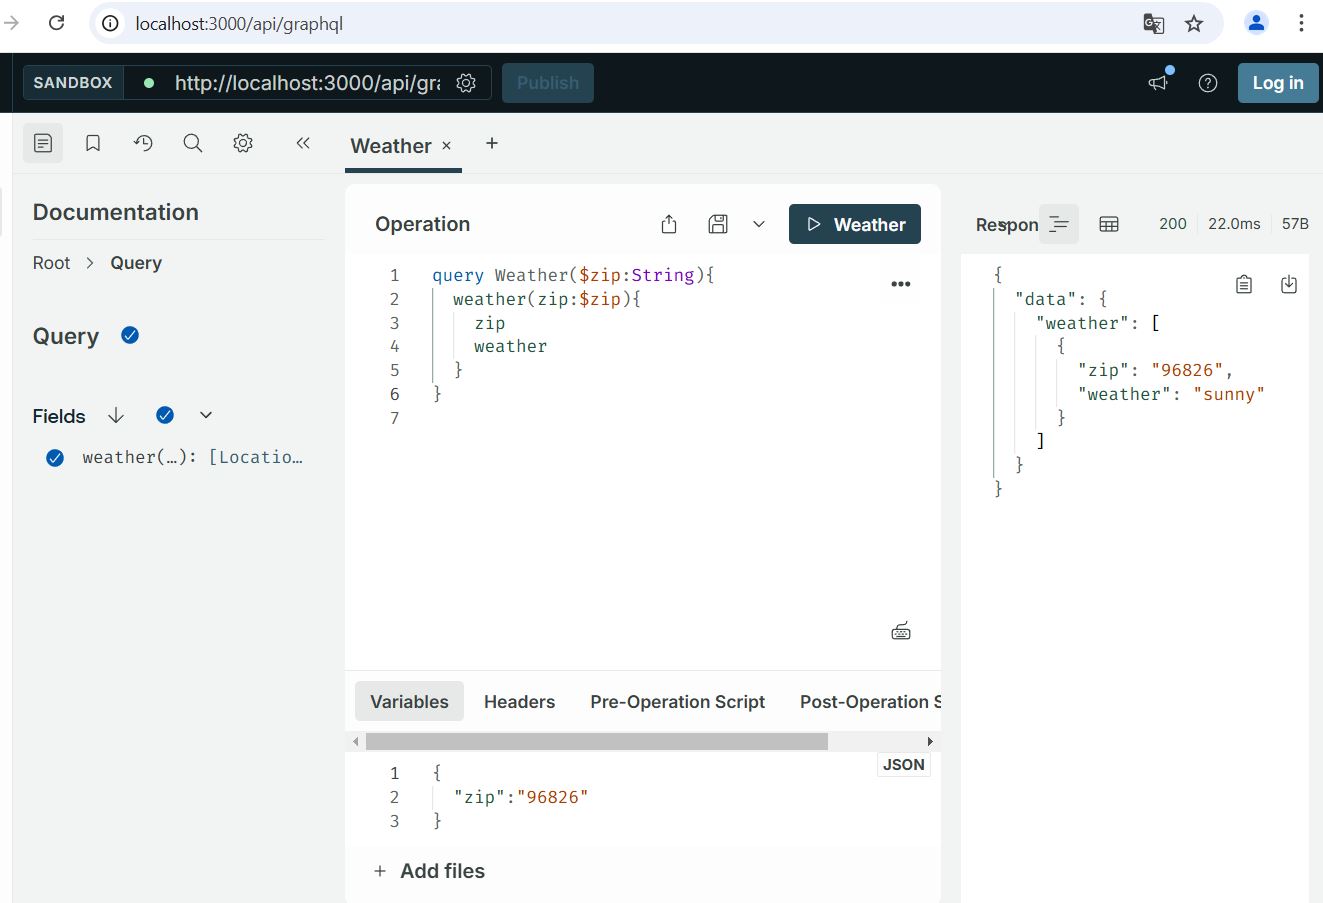 localhost:3000/api/graphql
SANDBOX
http://localhost:3000/api/gra
Publish
Log in
Weather ×
Documentation
Root > Query
Query
Fields
weather(…): [Locatio…
Operation
Weather
1 query Weather($zip:String){
2 weather(zip:$zip){
3 zip
4 weather
5 }
6 }
7
Variables Headers Pre-Operation Script Post-Operation S
JSON
1 {
2 "zip":"96826"
3 }
+ Add files
Respon
200 22.0ms 57B
{
"data": {
"weather": [
{
"zip": "96826",
"weather": "sunny"
}
]
}
}